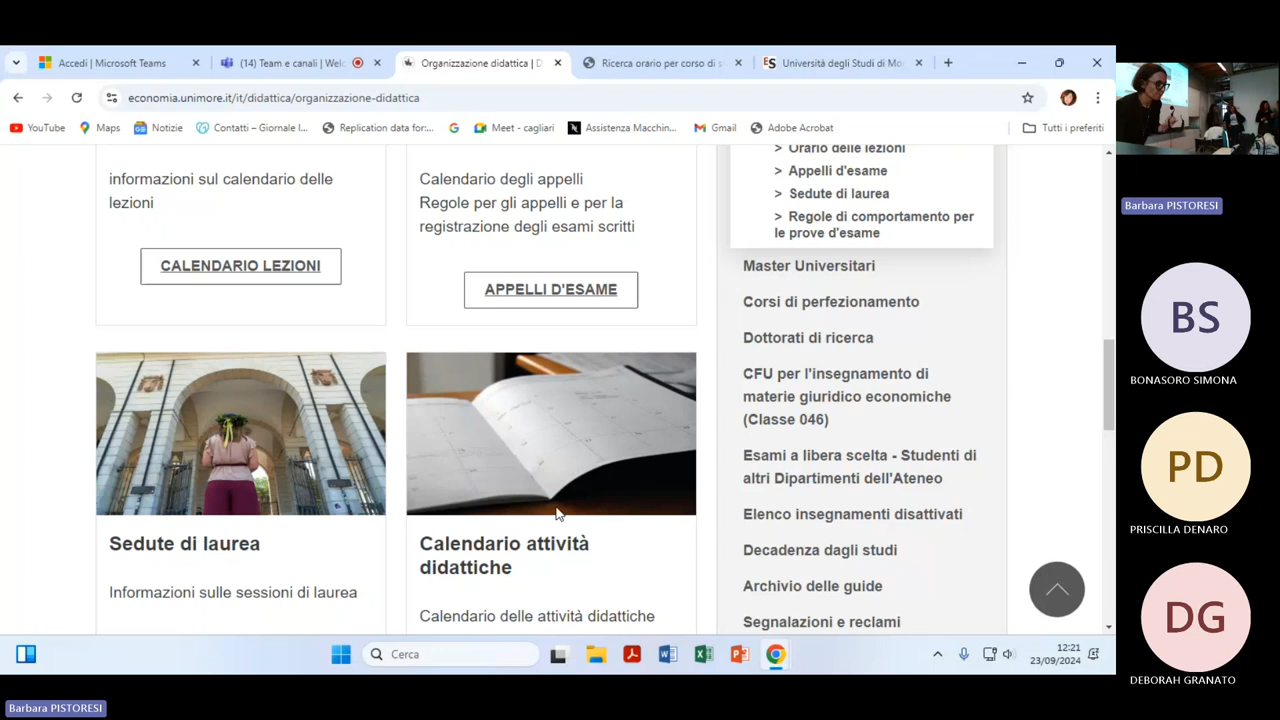 Accedi | Microsoft Teams
(14) Team e canali | Welc
Organizzazione didattica | D
Ricerca orario per corso di s
Università degli Studi di Mo
economia.unimore.it/it/didattica/organizzazione-didattica
YouTube
Maps
Notizie
Contatti – Giornale l...
Replication data for:...
Meet - cagliari
Assistenza Macchin...
Gmail
Adobe Acrobat
Tutti i preferiti
informazioni sul calendario delle
lezioni
CALENDARIO LEZIONI
Calendario degli appelli
Regole per gli appelli e per la
registrazione degli esami scritti
APPELLI D'ESAME
Sedute di laurea
Informazioni sulle sessioni di laurea
Calendario attività
didattiche
Calendario delle attività didattiche
> Orario delle lezioni
> Appelli d'esame
> Sedute di laurea
> Regole di comportamento per
le prove d'esame
Master Universitari
Corsi di perfezionamento
Dottorati di ricerca
CFU per l'insegnamento di
materie giuridico economiche
(Classe 046)
Esami a libera scelta - Studenti di
altri Dipartimenti dell'Ateneo
Elenco insegnamenti disattivati
Decadenza dagli studi
Archivio delle guide
Segnalazioni e reclami
Cerca
12:21
23/09/2024
Barbara PISTORESI
BS
BONASORO SIMONA
PD
PRISCILLA DENARO
DG
DEBORAH GRANATO
Barbara PISTORESI